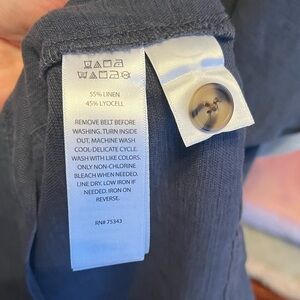 55% LINEN
45% LYOCELL
REMOVE BELT BEFORE
WASHING, TURN INSIDE
OUT, MACHINE WASH
COOL-DELICATE CYCLE.
WASH WITH LIKE COLORS.
ONLY NON-CHLORINE
BLEACH WHEN NEEDED.
LINE DRY, LOW IRON IF
NEEDED. IRON ON
REVERSE.
RN# 75343